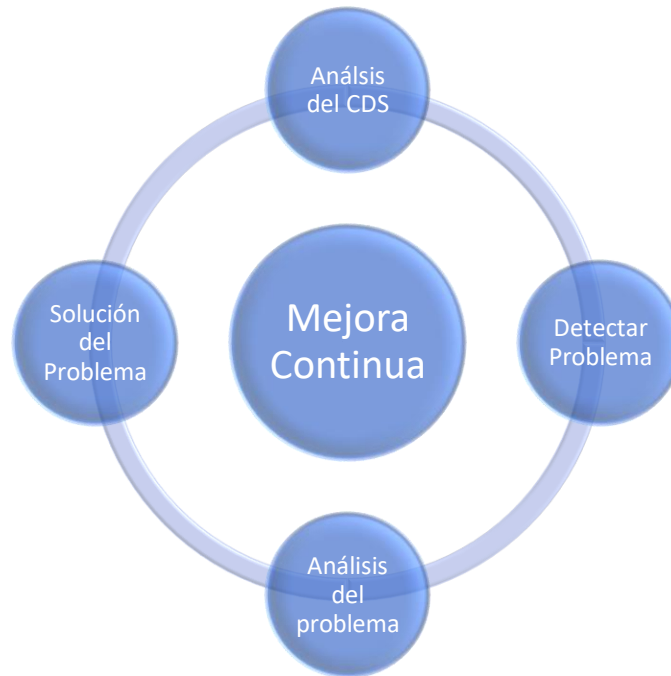 Análsis
del CDS
Mejora
Continua
Solución
del
Problema
Detectar
Problema
Análisis
del
problema